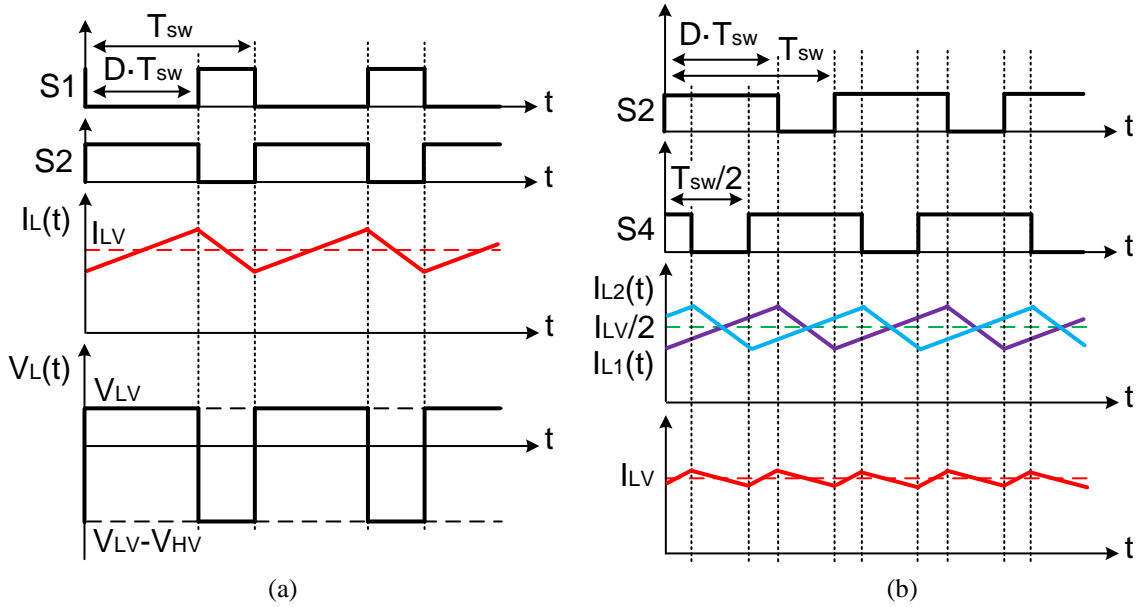 Tsw
D·Tsw
S1
t
S2
t
IL(t)
ILV
t
VL(t)
VLV
t
VLV-VHV
(a)
D·Tsw
Tsw
S2
t
Tsw/2
S4
t
IL2(t)
ILV/2
IL1(t)
t
ILV
t
(b)